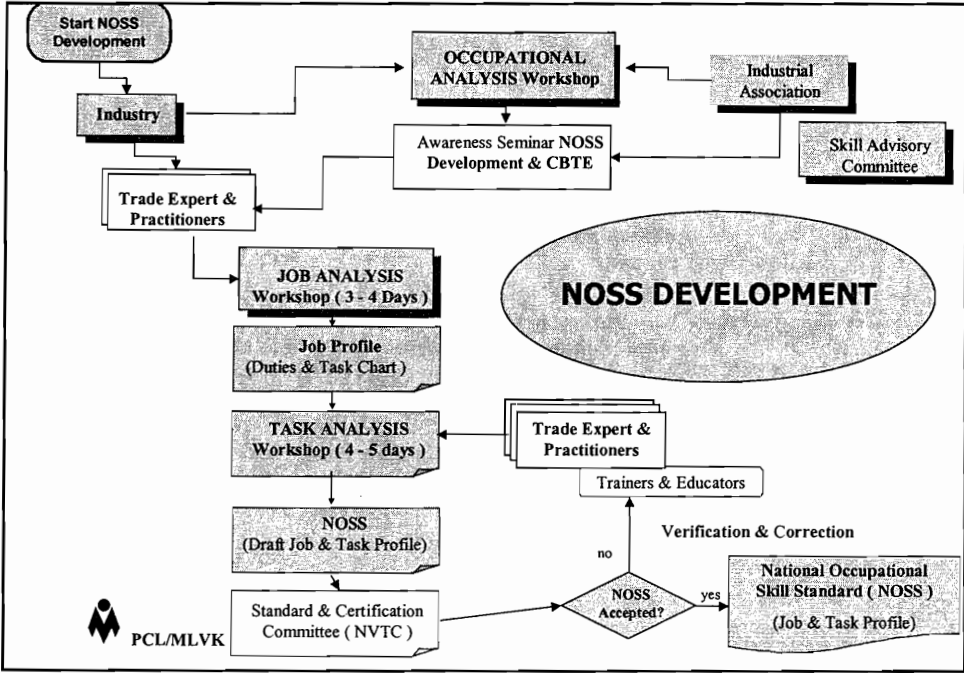 Start NOSS
Development
OCCUPATIONAL
ANALYSIS Workshop
Industrial
Association
Industry
Awareness Seminar NOSS
Development & CBTE
Skill Advisory
Committee
Trade Expert &
Practitioners
JOB ANALYSIS
Workshop ( 3 - 4 Days )
NOSS DEVELOPMENT
Job Profile
(Duties & Task Chart )
TASK ANALYSIS
Workshop ( 4 - 5 days )
Trade Expert &
Practitioners
Trainers & Educators
NOSS
(Draft Job & Task Profile)
Verification & Correction
no
Standard & Certification
Committee ( NVTC )
NOSS
Accepted?
yes
National Occupational
Skill Standard ( NOSS )
(Job & Task Profile)
PCL/MLVK